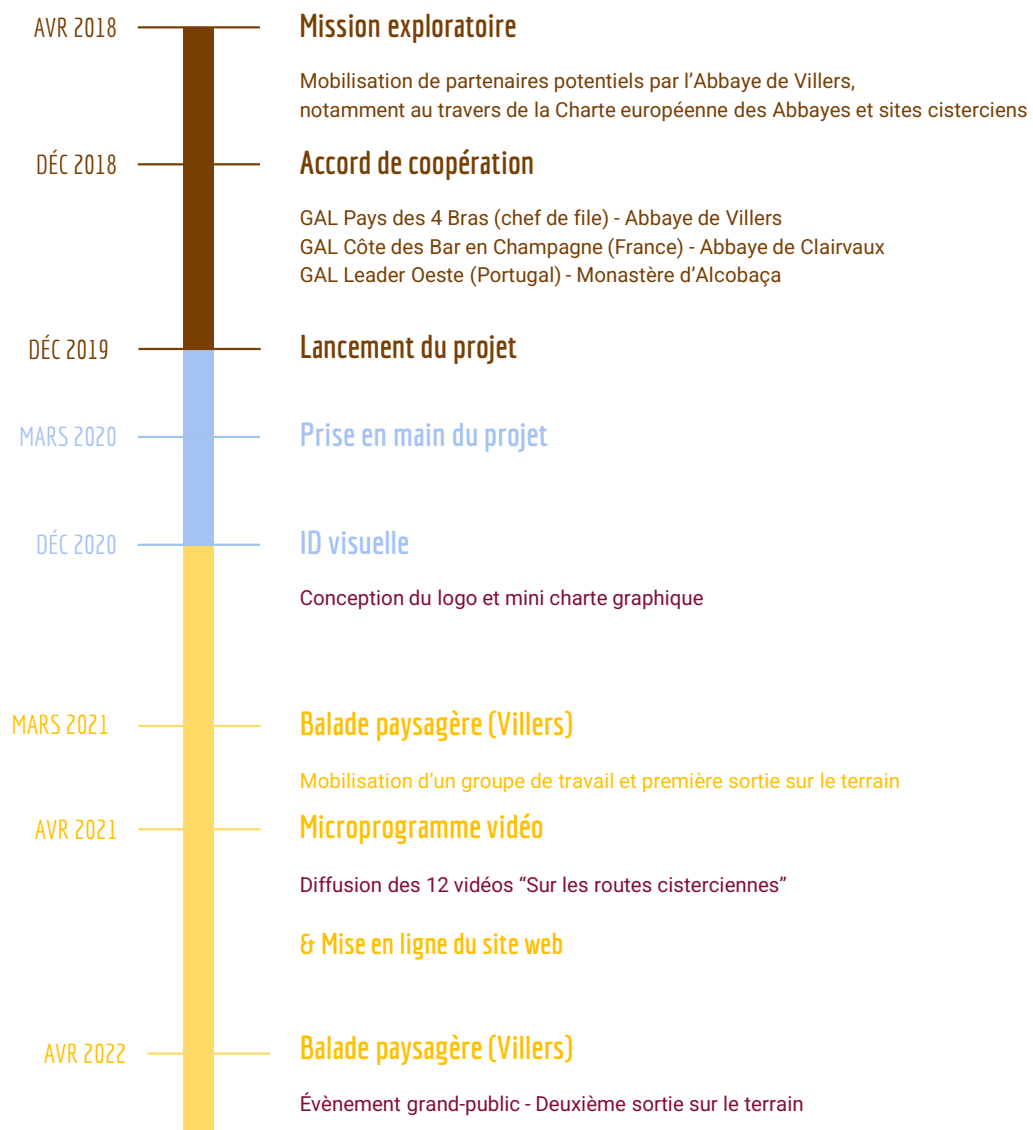 AVR 2018
Mission exploratoire
Mobilisation de partenaires potentiels par l’Abbaye de Villers,
notamment au travers de la Charte européenne des Abbayes et sites cisterciens
DÉC 2018
Accord de coopération
GAL Pays des 4 Bras (chef de file) - Abbaye de Villers
GAL Côte des Bar en Champagne (France) - Abbaye de Clairvaux
GAL Leader Oeste (Portugal) - Monastère d’Alcobaça
DÉC 2019
Lancement du projet
MARS 2020
Prise en main du projet
DÉC 2020
ID visuelle
Conception du logo et mini charte graphique
MARS 2021
Balade paysagère (Villers)
Mobilisation d’un groupe de travail et première sortie sur le terrain
AVR 2021
Microprogramme vidéo
Diffusion des 12 vidéos “Sur les routes cisterciennes”
& Mise en ligne du site web
AVR 2022
Balade paysagère (Villers)
Évènement grand-public - Deuxième sortie sur le terrain